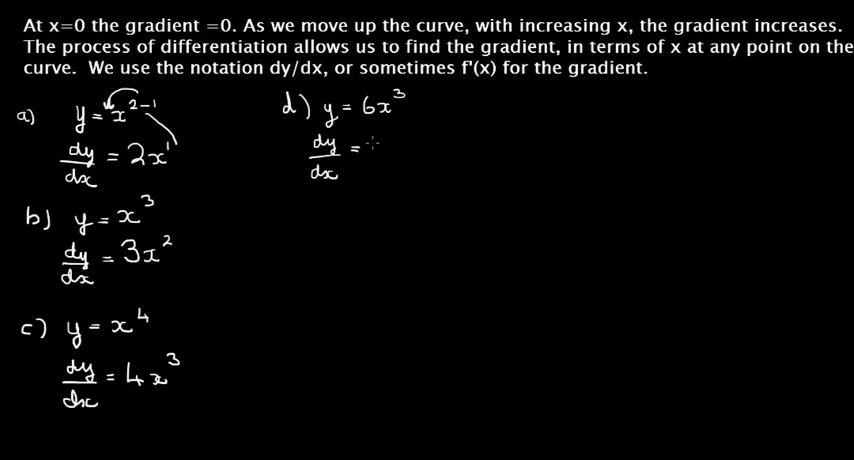 At x=0 the gradient =0. As we move up the curve, with increasing x, the gradient increases.
The process of differentiation allows us to find the gradient, in terms of x at any point on the
curve. We use the notation dy/dx, or sometimes f'(x) for the gradient.
a) y = x^2-1
dy/dx = 2x^1
b) y = x^3
dy/dx = 3x^2
c) y = x^4
dy/dx = 4x^3
d) y = 6x^3
dy/dx =